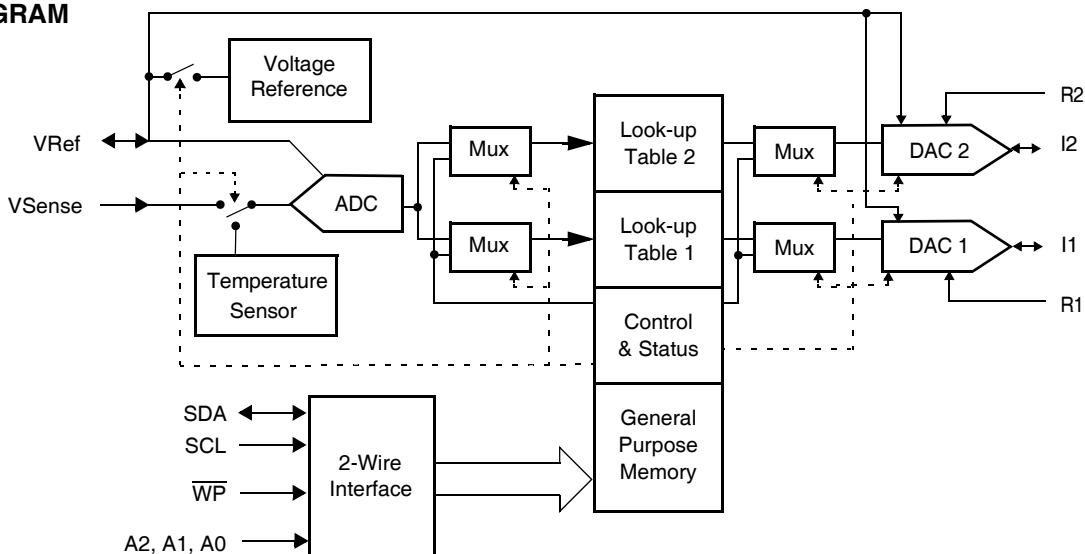 GRAM
Voltage
Reference
R2
VRef
Mux
Look-up
Table 2
Mux
DAC 2
I2
VSense
ADC
Mux
Look-up
Table 1
Mux
DAC 1
I1
Temperature
Sensor
R1
Control
& Status
SDA
SCL
WP
A2, A1, A0
2-Wire
Interface
General
Purpose
Memory